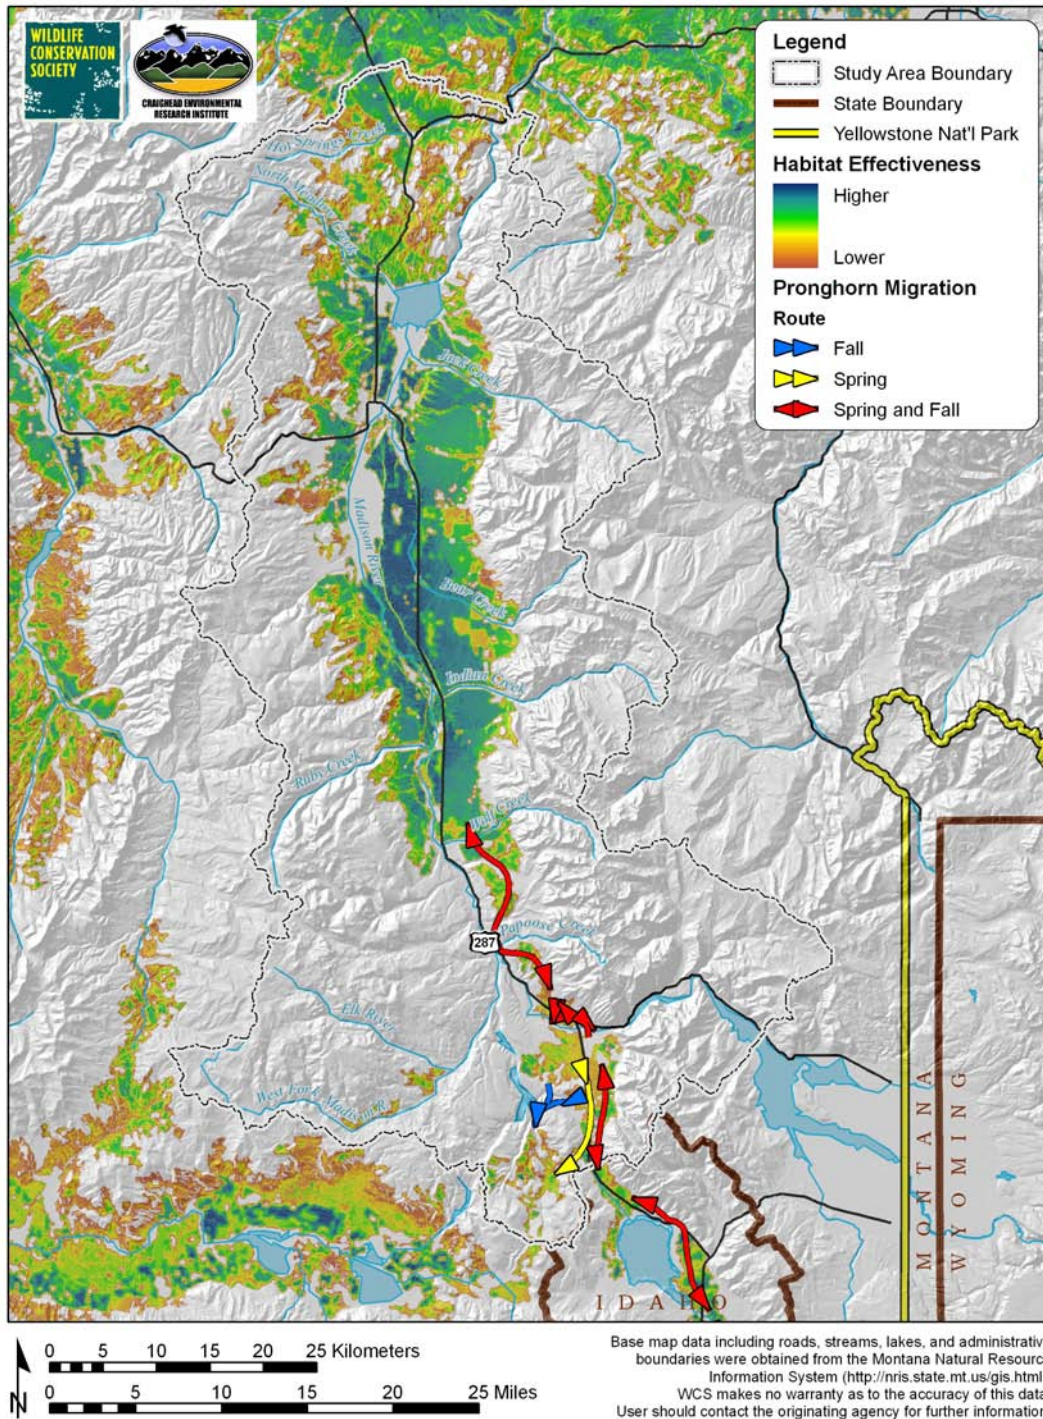 WILDLIFE
CONSERVATION
SOCIETY
CRAIGHEAD ENVIRONMENTAL
RESEARCH INSTITUTE
Legend
Study Area Boundary
State Boundary
Yellowstone Nat'l Park
Habitat Effectiveness
Higher
Lower
Pronghorn Migration
Route
Fall
Spring
Spring and Fall
Hot Springs Creek
North Meadow Creek
Jack Creek
Madison River
Bear Creek
Indian Creek
Ruby Creek
Wolf Creek
Papoose Creek
287
Elk River
West Fork Madison R.
MONTANA
WYOMING
IDAHO
N
0 5 10 15 20 25 Kilometers
0 5 10 15 20 25 Miles
Base map data including roads, streams, lakes, and administrativ
boundaries were obtained from the Montana Natural Resourc
Information System (http://nris.state.mt.us/gis.html
WCS makes no warranty as to the accuracy of this data
User should contact the originating agency for further information